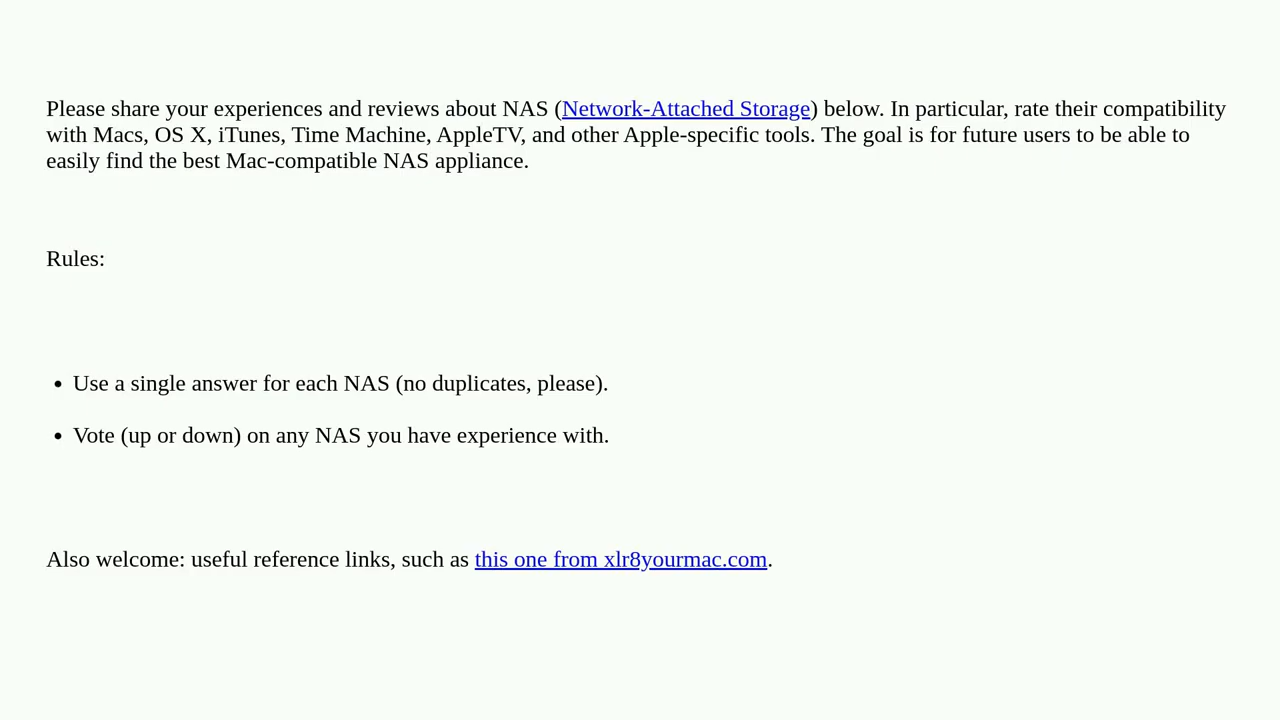 Please share your experiences and reviews about NAS (Network-Attached Storage) below. In particular, rate their compatibility
with Macs, OS X, iTunes, Time Machine, AppleTV, and other Apple-specific tools. The goal is for future users to be able to
easily find the best Mac-compatible NAS appliance.
Rules:
• Use a single answer for each NAS (no duplicates, please).
• Vote (up or down) on any NAS you have experience with.
Also welcome: useful reference links, such as this one from xlr8yourmac.com.